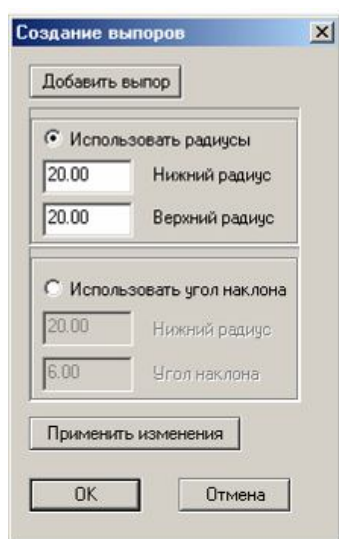 Создание выпоров
Добавить выпор
Использовать радиусы
20.00 Нижний радиус
20.00 Верхний радиус
Использовать угол наклона
20.00 Нижний радиус
6.00 Угол наклона
Применить изменения
OK Отмена